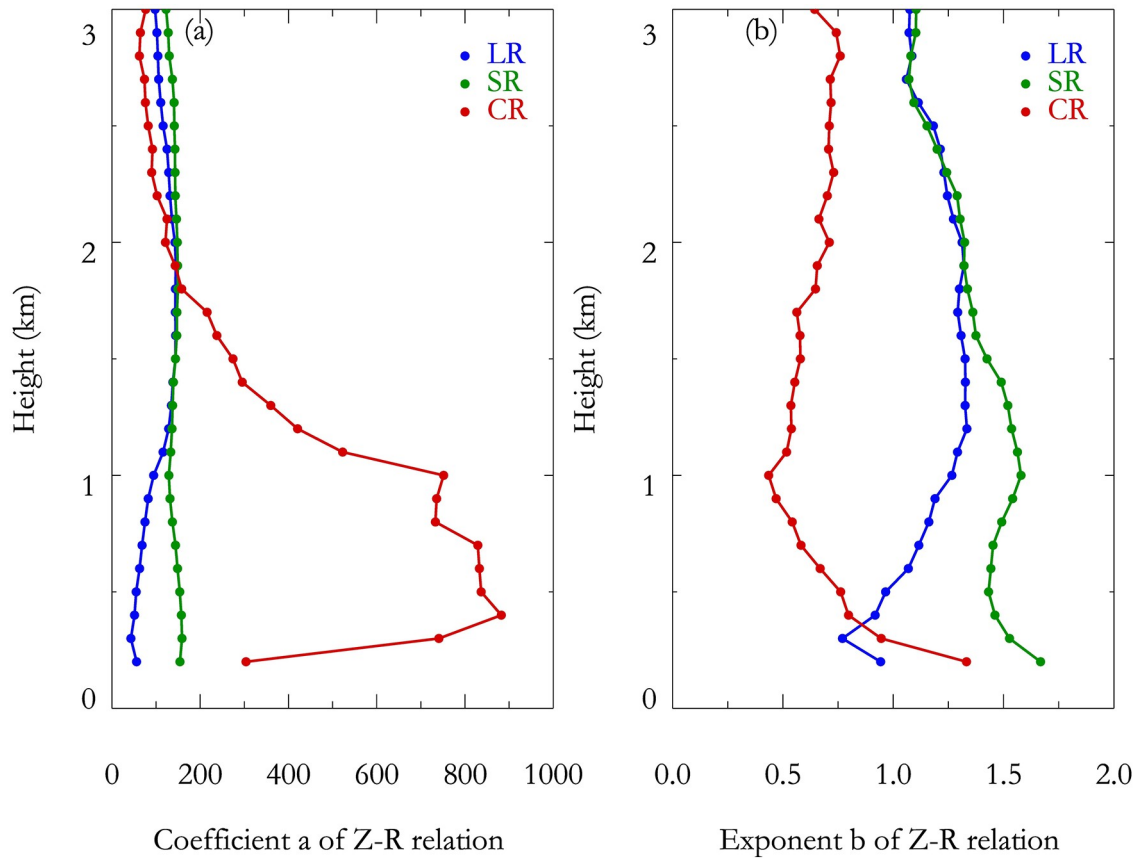 (a)
LR
SR
CR
Height (km)
3
2
1
0
0 200 400 600 800 1000
Coefficient a of Z-R relation
(b)
LR
SR
CR
Height (km)
3
2
1
0
0.0 0.5 1.0 1.5 2.0
Exponent b of Z-R relation